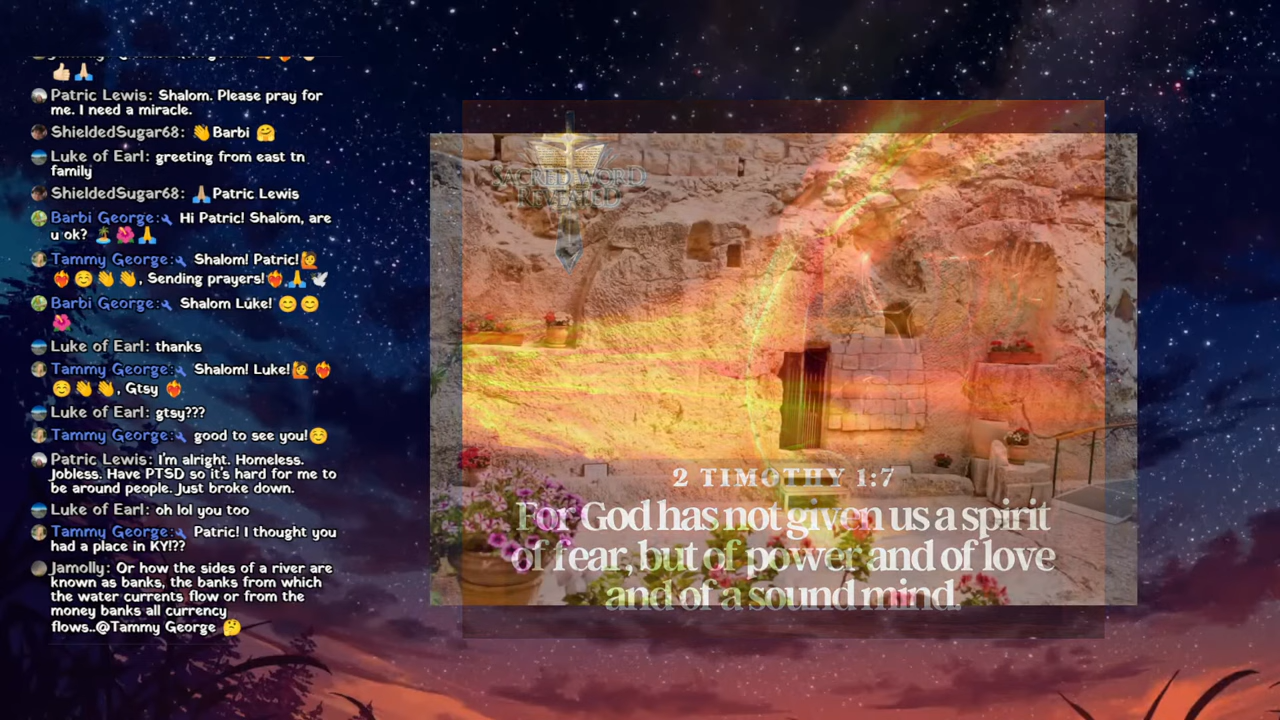 👍🏻🙏🏻
Patric Lewis: Shalom. Please pray for
me. I need a miracle.
ShieldedSugar68: 👋Barbi 🤗
Luke of Earl: greeting from east tn
family
ShieldedSugar68: 🙏🏼Patric Lewis
Barbi George: Hi Patric! Shalom, are
u ok? 🏝️🌺🙏
Tammy George: Shalom! Patric!🙋
❤️‍🔥☺️👋👋, Sending prayers!❤️‍🔥.🙏🕊️
Barbi George: Shalom Luke! 😊😊
🌺
Luke of Earl: thanks
Tammy George: Shalom! Luke!🙋❤️‍🔥
☺️👋👋, Gtsy ❤️‍🔥
Luke of Earl: gtsy???
Tammy George: good to see you!☺️
Patric Lewis: I'm alright. Homeless.
Jobless. Have PTSD so it's hard for me to
be around people. Just broke down.
Luke of Earl: oh lol you too
Tammy George: Patric! I thought you
had a place in KY!??
Jamolly: Or how the sides of a river are
known as banks, the banks from which
the water currents flow or from the
money banks all currency
flows..@Tammy George 🤔
SACRED WORD
REVEALED
2 TIMOTHY 1:7
For God has not given us a spirit
of fear, but of power and of love
and of a sound mind.